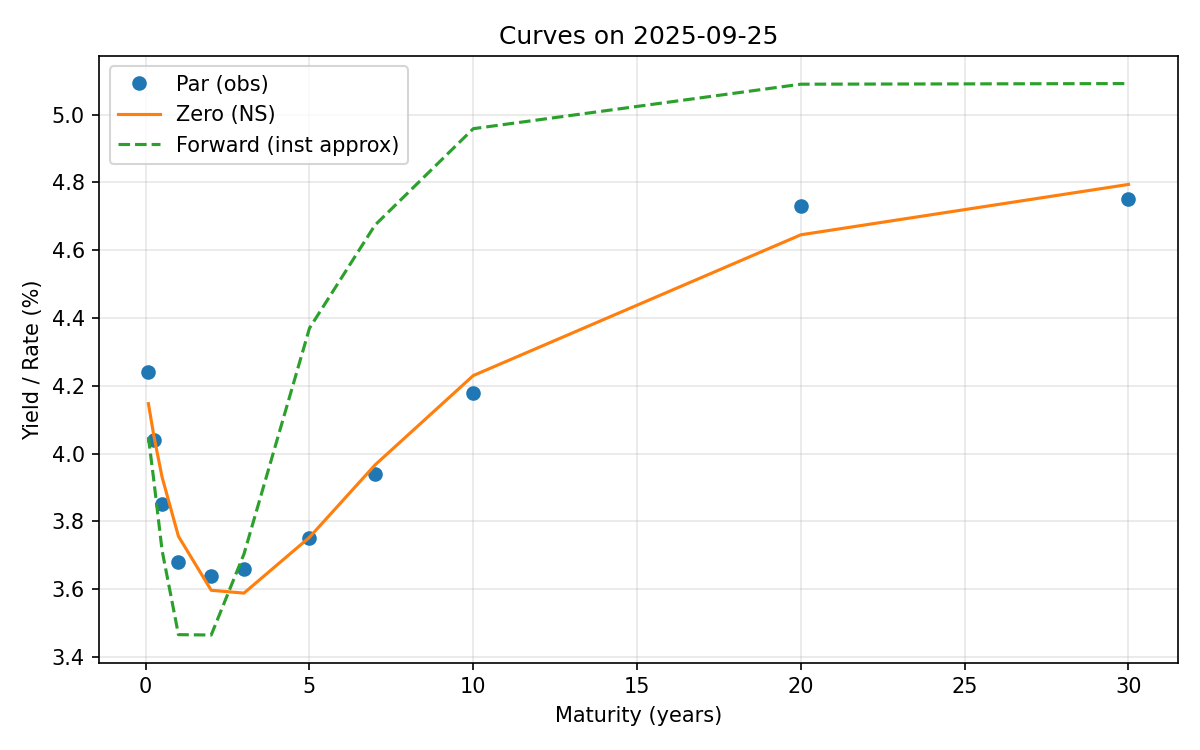 Curves on 2025-09-25
Par (obs)
Zero (NS)
Forward (inst approx)
Yield / Rate (%)
5.0
4.8
4.6
4.4
4.2
4.0
3.8
3.6
3.4
0 5 10 15 20 25 30
Maturity (years)